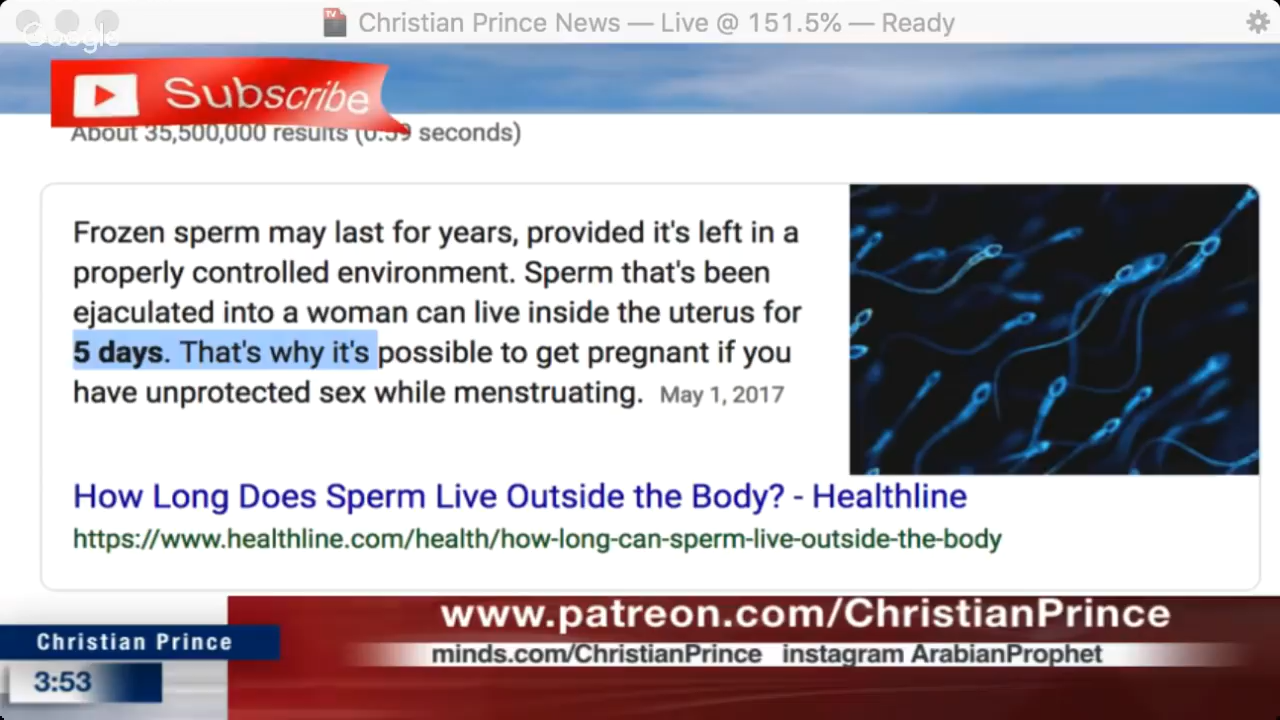 Christian Prince News — Live @ 151.5% — Ready
Google
Subscribe
About 35,500,000 results (0.59 seconds)
Frozen sperm may last for years, provided it's left in a
properly controlled environment. Sperm that's been
ejaculated into a woman can live inside the uterus for
5 days. That's why it's possible to get pregnant if you
have unprotected sex while menstruating. May 1, 2017
How Long Does Sperm Live Outside the Body? - Healthline
https://www.healthline.com/health/how-long-can-sperm-live-outside-the-body
www.patreon.com/ChristianPrince
Christian Prince
minds.com/ChristianPrince instagram ArabianProphet
3:53